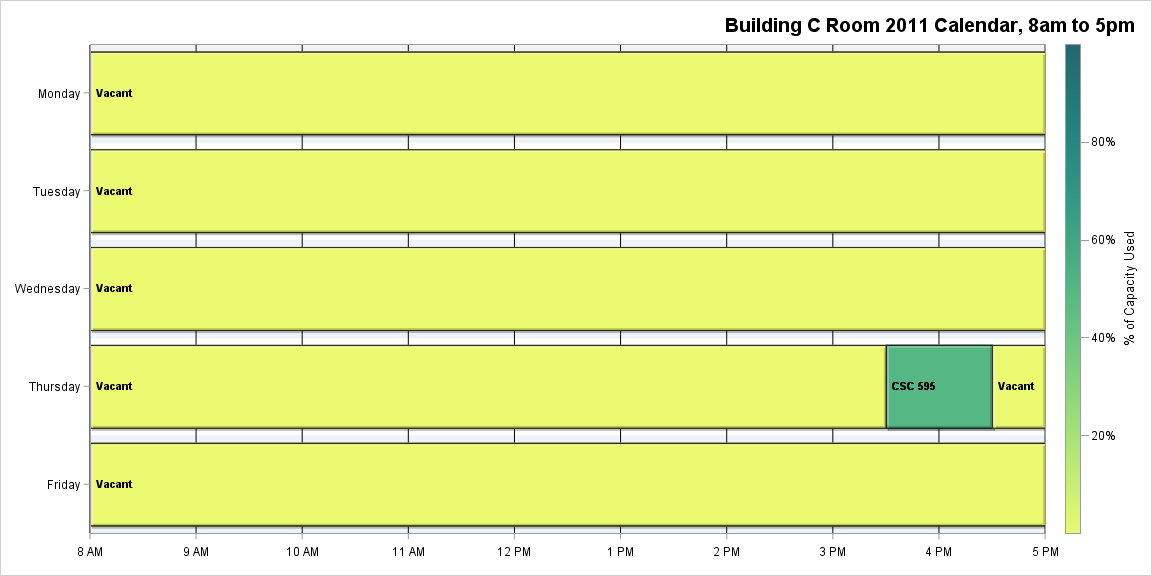 Building C Room 2011 Calendar, 8am to 5pm
Monday
Vacant
Tuesday
Vacant
Wednesday
Vacant
Thursday
Vacant
CSC 595
Vacant
Friday
Vacant
8 AM
9 AM
10 AM
11 AM
12 PM
1 PM
2 PM
3 PM
4 PM
5 PM
80%
60%
40%
20%
% of Capacity Used